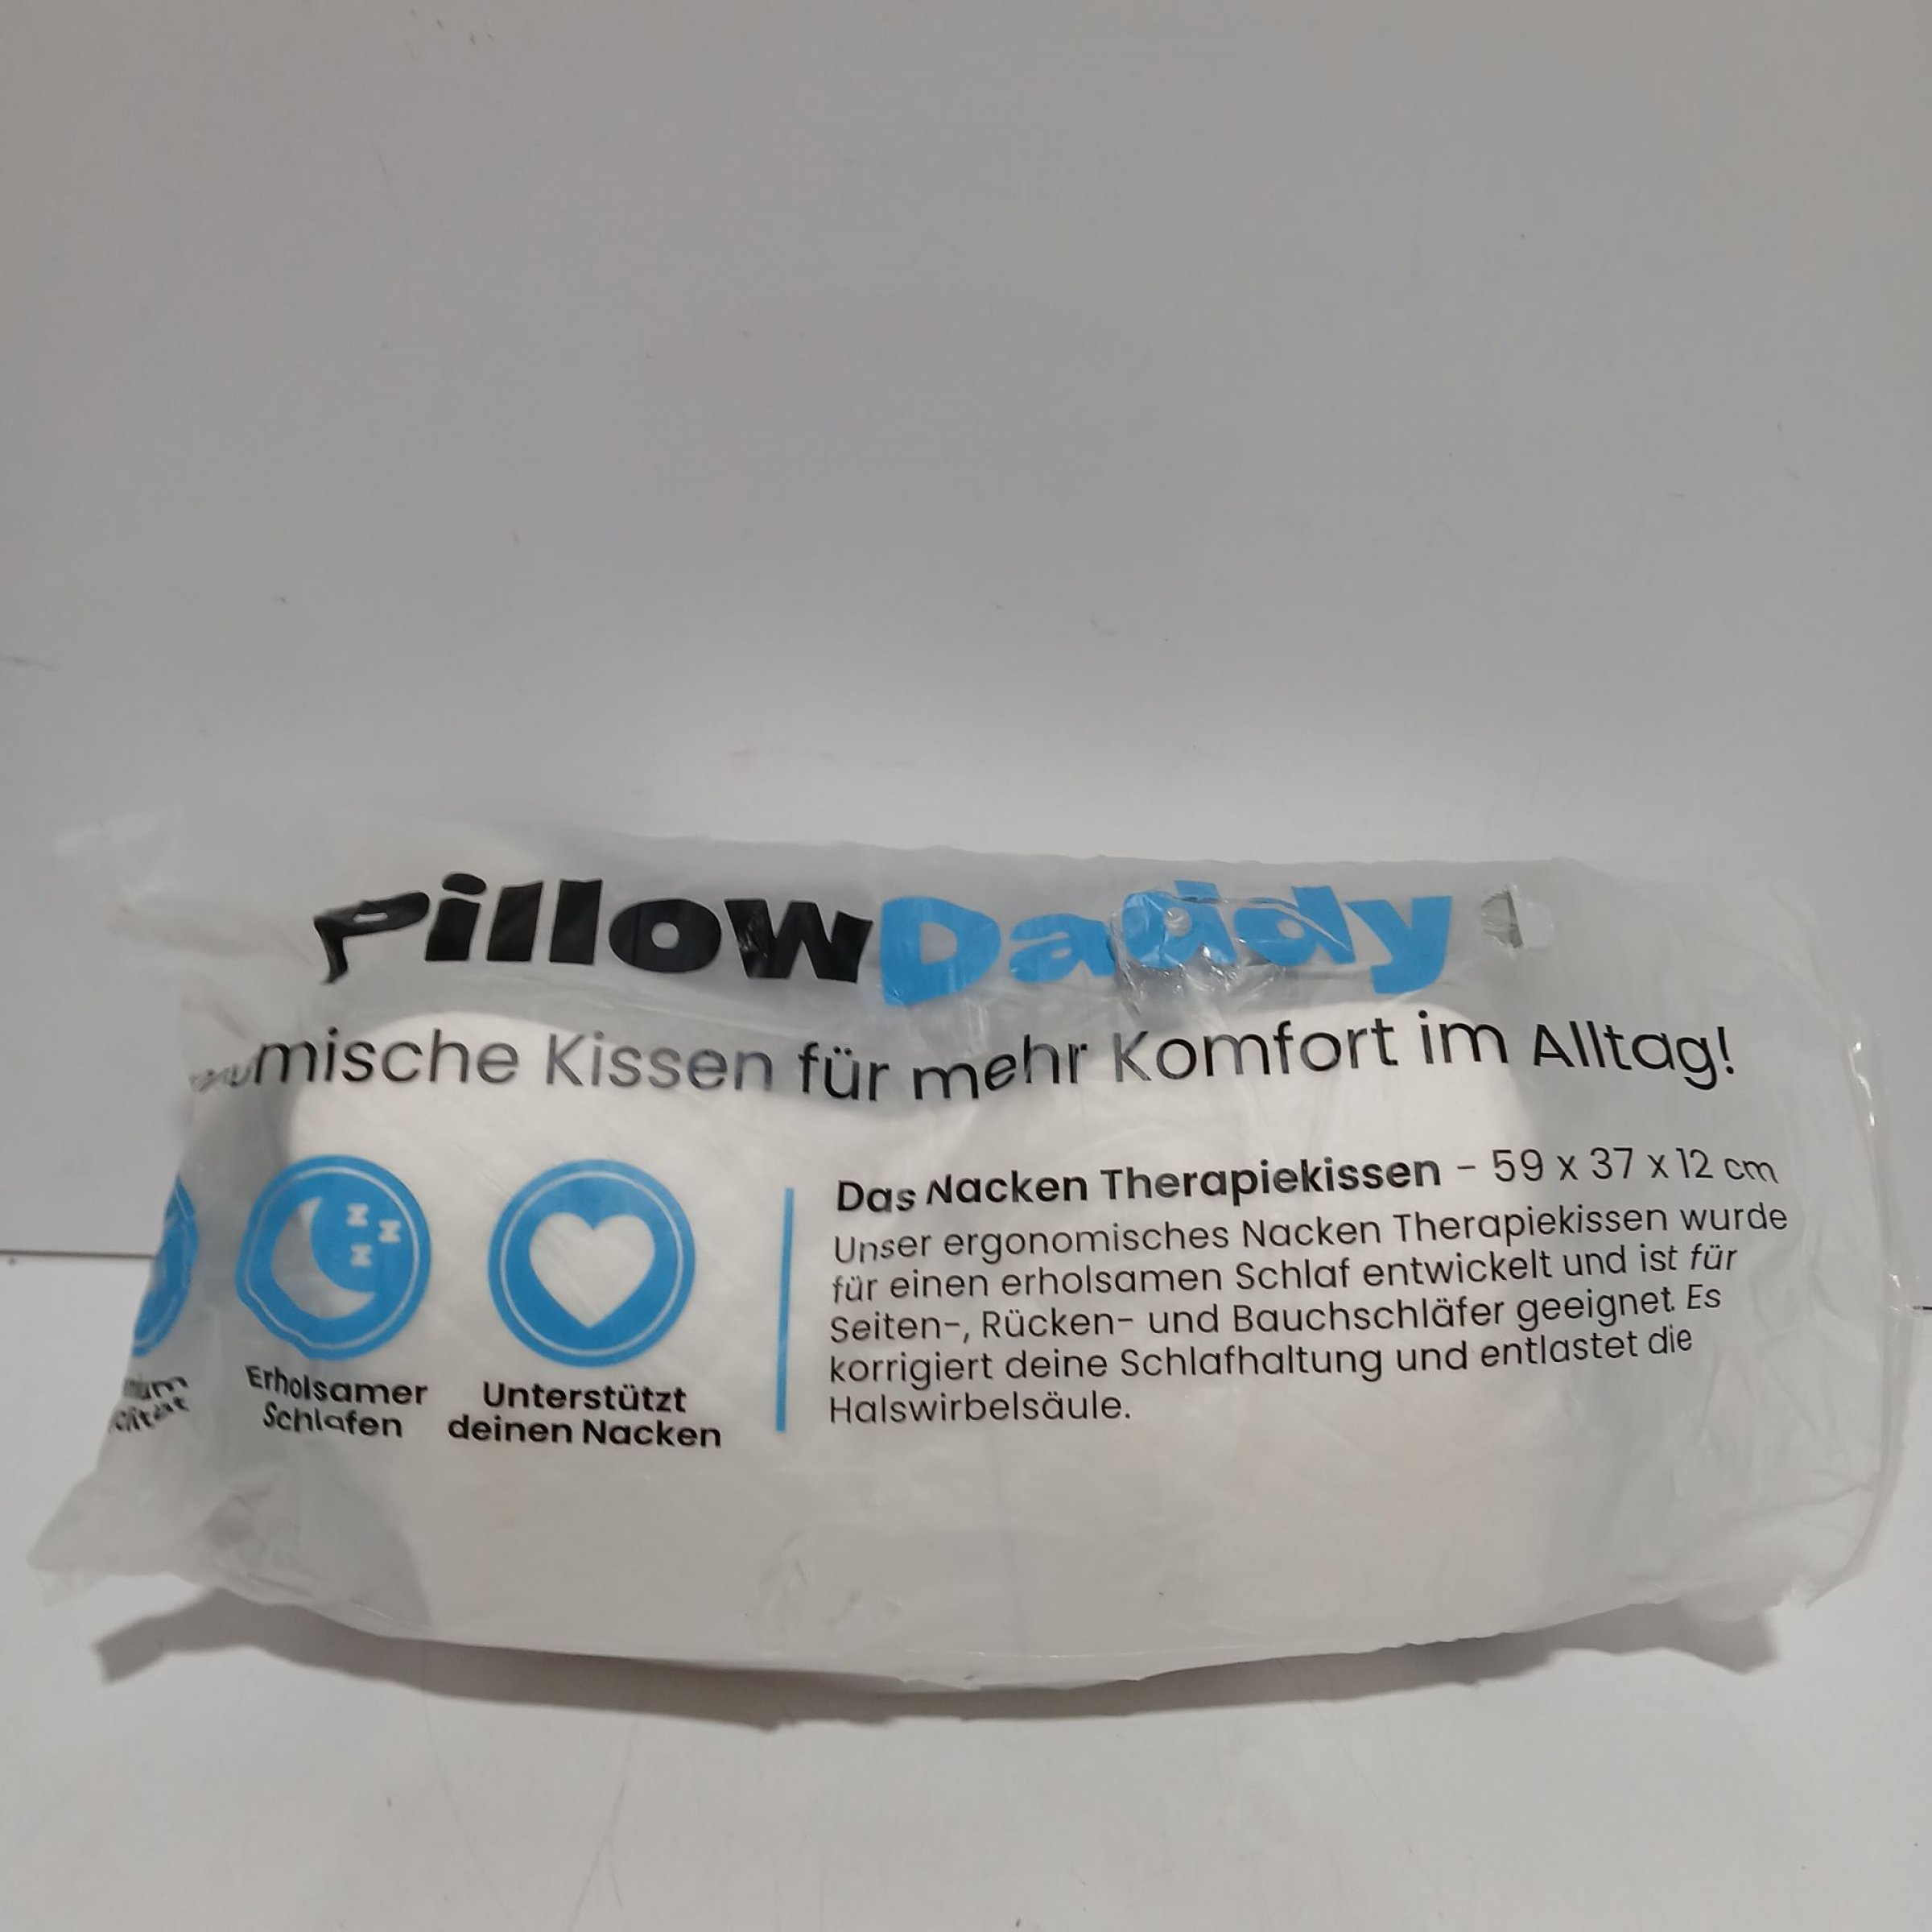 PillowDaddy
mische Kissen für mehr Komfort im Alltag!
Erholsamer
Schlafen
Unterstützt
deinen Nacken
Das Nacken Therapiekissen - 59 x 37 x 12 cm
Unser ergonomisches Nacken Therapiekissen wurde
für einen erholsamen Schlaf entwickelt und ist für
Seiten-, Rücken- und Bauchschläfer geeignet. Es
korrigiert deine Schlafhaltung und entlastet die
Halswirbelsäule.